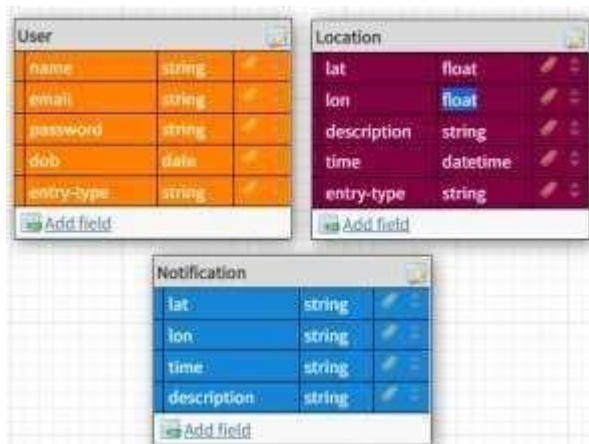 User
name string
email string
password string
dob date
entry-type string
Add field
Location
lat float
lon float
description string
time datetime
entry-type string
Add field
Notification
lat string
lon string
time string
description string
Add field